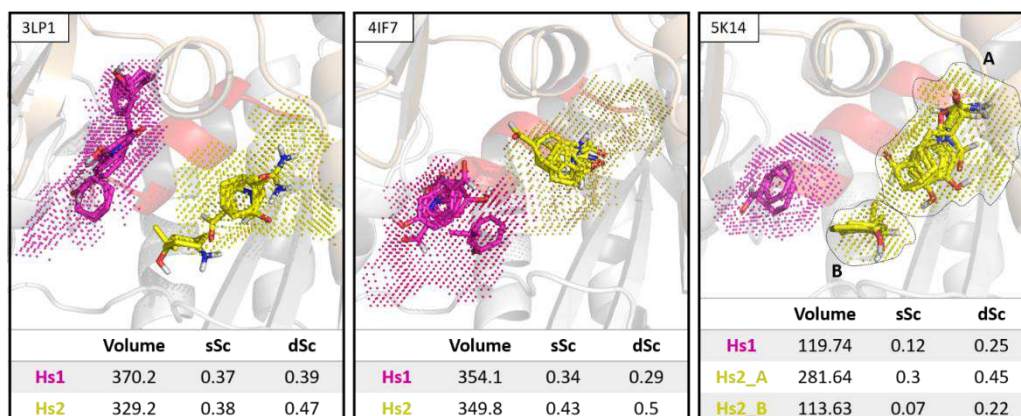 3LP1
Volume sSc dSc
Hs1 370.2 0.37 0.39
Hs2 329.2 0.38 0.47
4IF7
Volume sSc dSc
Hs1 354.1 0.34 0.29
Hs2 349.8 0.43 0.5
5K14
A
B
Volume sSc dSc
Hs1 119.74 0.12 0.25
Hs2_A 281.64 0.3 0.45
Hs2_B 113.63 0.07 0.22